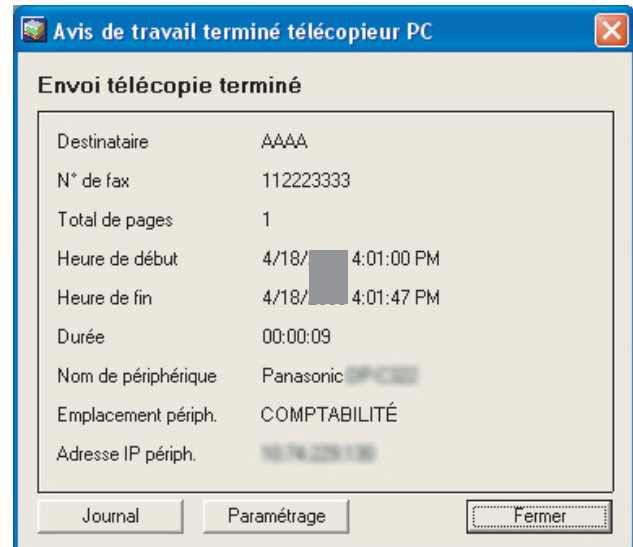 Avis de travail terminé télécopieur PC
Envoi télécopie terminé
Destinataire AAAA
N° de fax 112223333
Total de pages 1
Heure de début 4/18/ 4:01:00 PM
Heure de fin 4/18/ 4:01:47 PM
Durée 00:00:09
Nom de périphérique Panasonic
Emplacement périph. COMPTABILITÉ
Adresse IP périph.
Journal Paramétrage Fermer